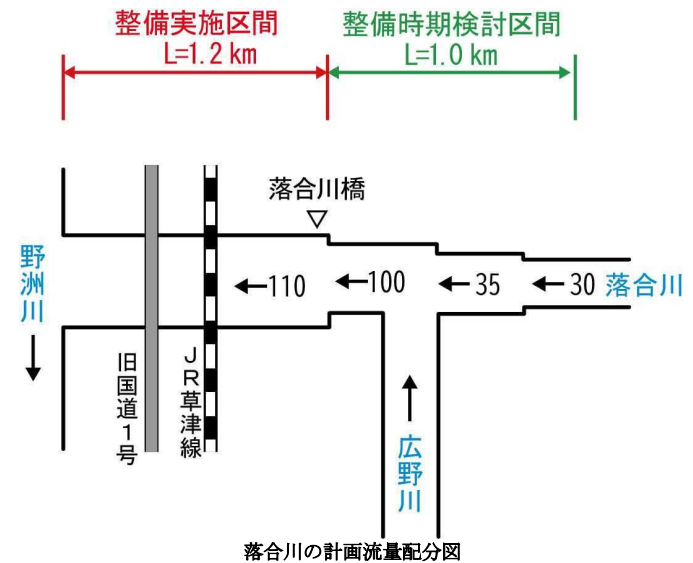 整備実施区間
L=1.2 km
整備時期検討区間
L=1.0 km
落合川橋
野洲川
←110
←100
←35
←30
落合川
旧国道1号
JR草津線
広野川
落合川の計画流量配分図